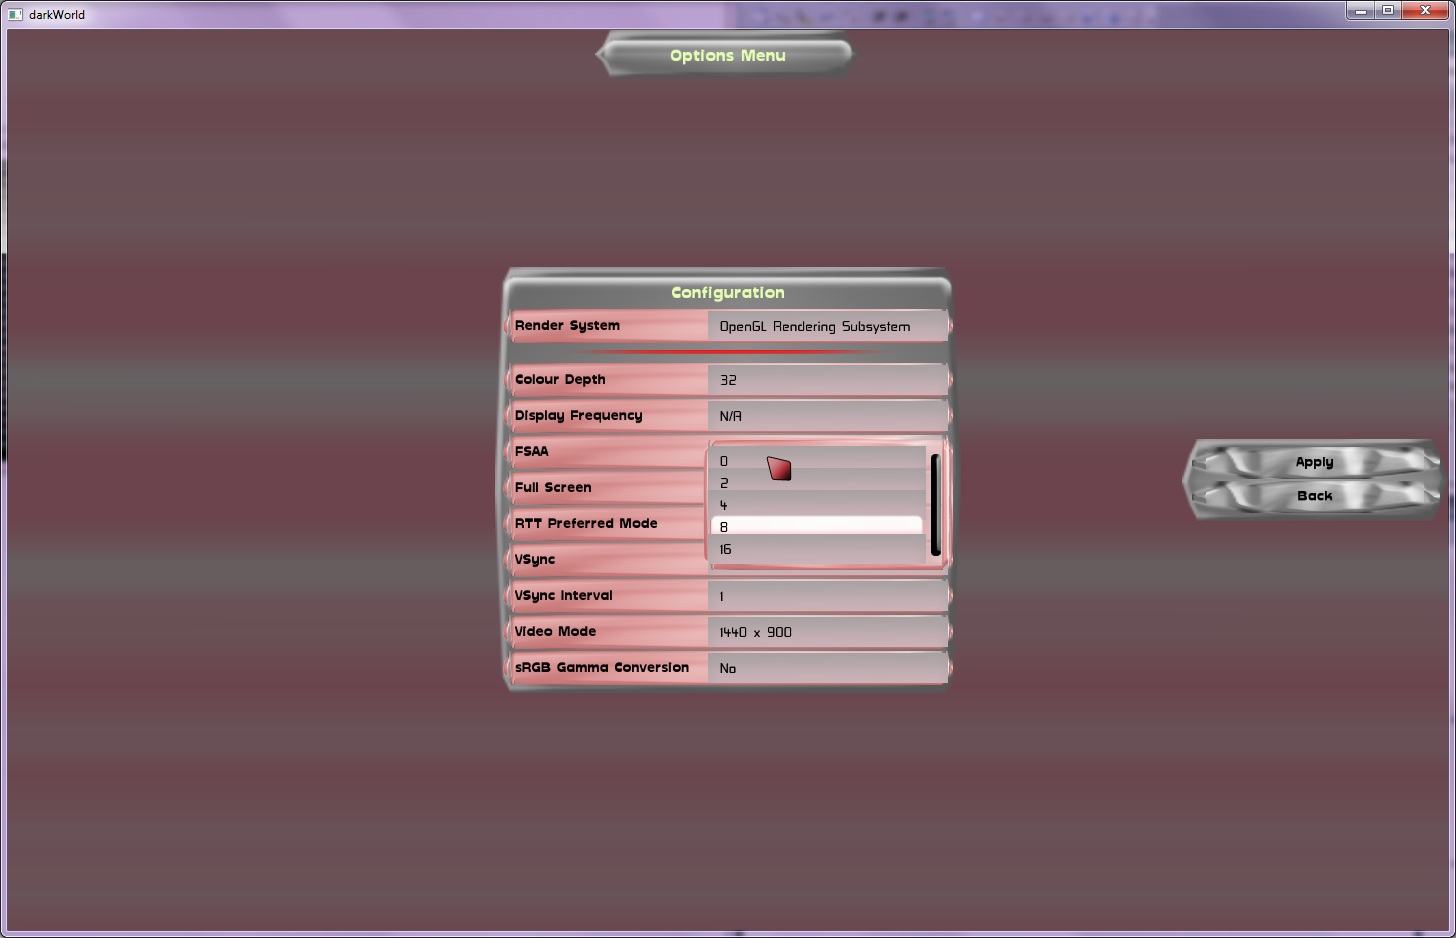 darkWorld
Options Menu
Configuration
Render System OpenGL Rendering Subsystem
Colour Depth 32
Display Frequency N/A
FSAA
0
2
4
8
16
Full Screen
RTT Preferred Mode
VSync
VSync Interval 1
Video Mode 1440 x 900
sRGB Gamma Conversion No
Apply
Back